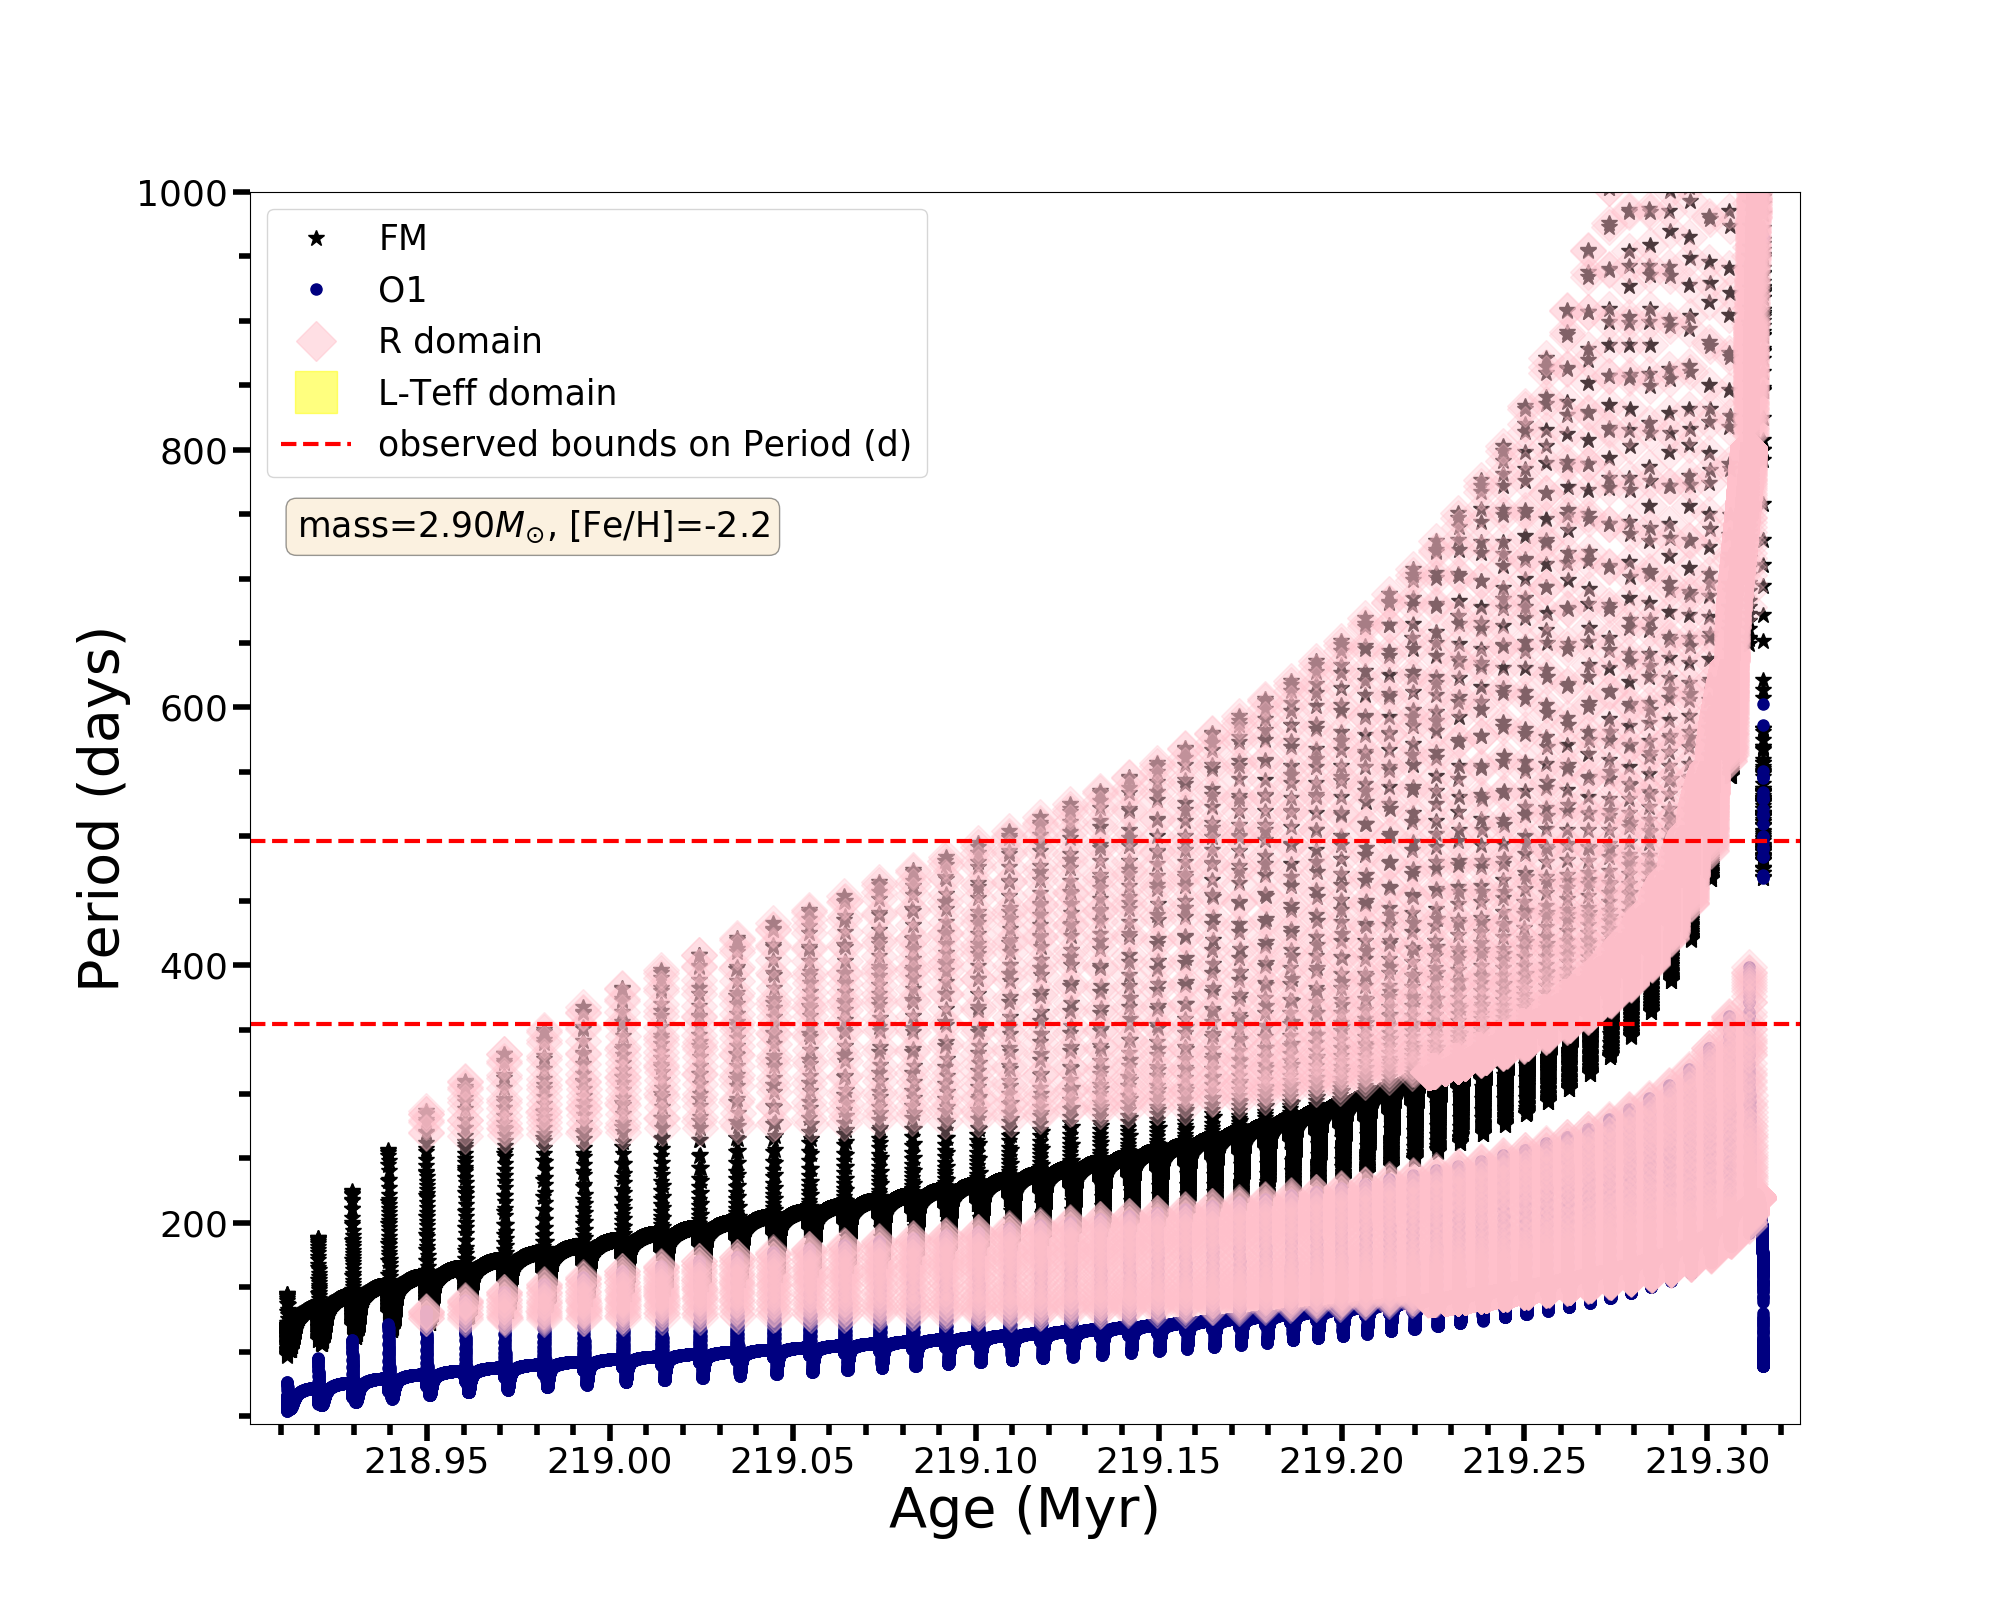 1000
800
600
400
200
Period (days)
FM
O1
R domain
L-Teff domain
observed bounds on Period (d)
mass=2.90M⊙, [Fe/H]=-2.2
218.95 219.00 219.05 219.10 219.15 219.20 219.25 219.30
Age (Myr)